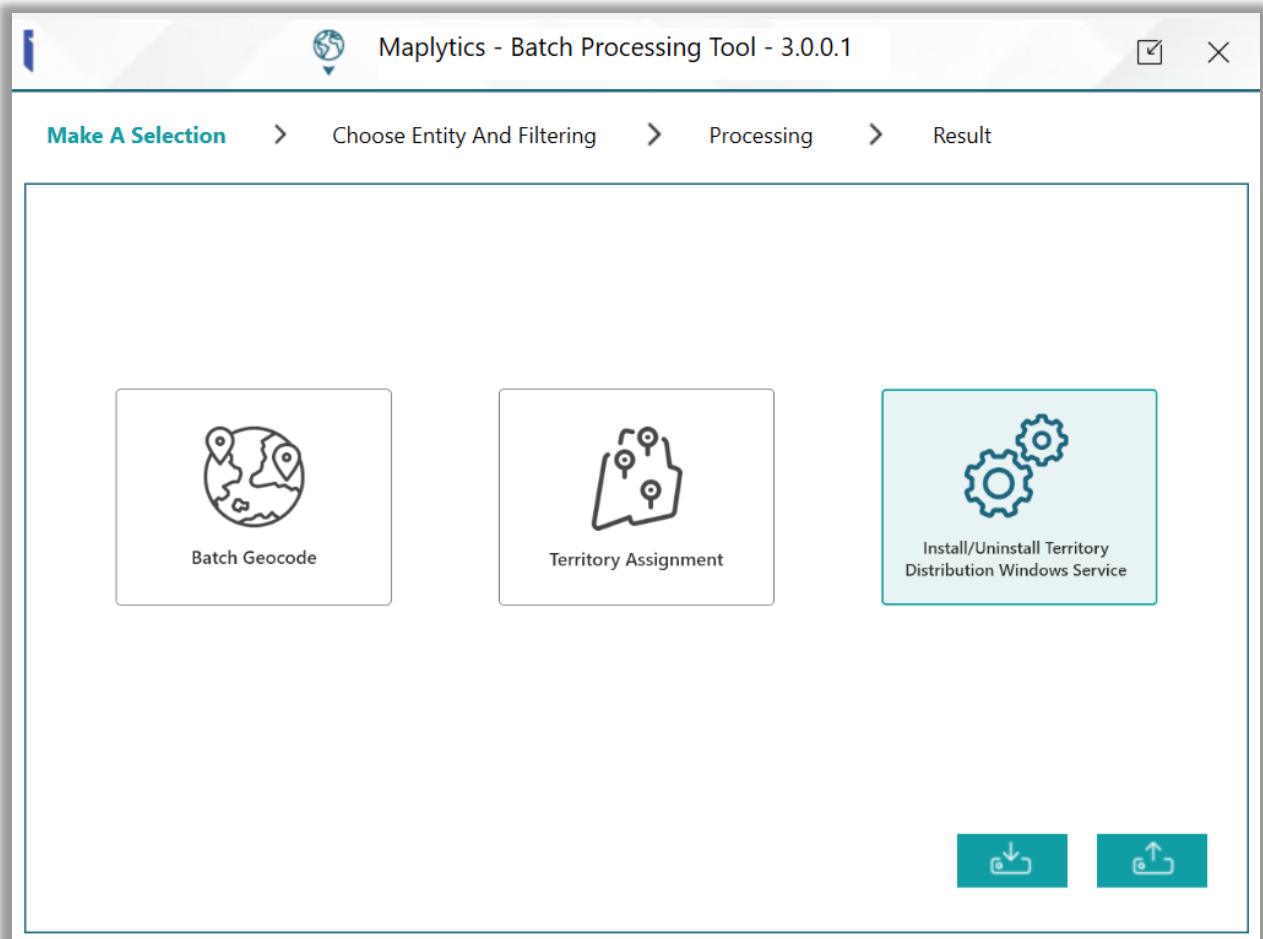 Maplytics - Batch Processing Tool - 3.0.0.1
Make A Selection > Choose Entity And Filtering > Processing > Result
Batch Geocode
Territory Assignment
Install/Uninstall Territory
Distribution Windows Service